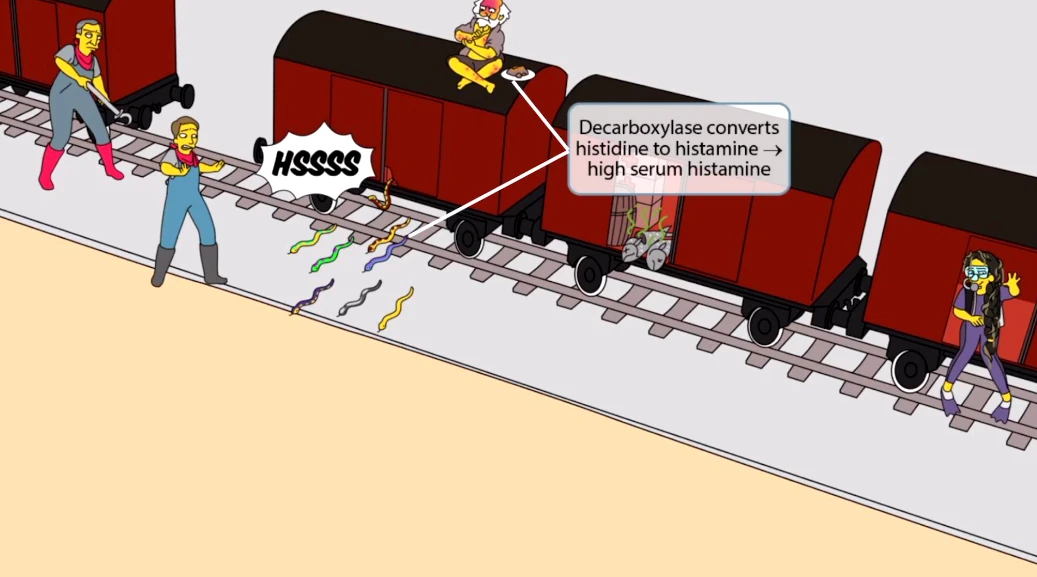 HSSSS
Decarboxylase converts
histidine to histamine →
high serum histamine